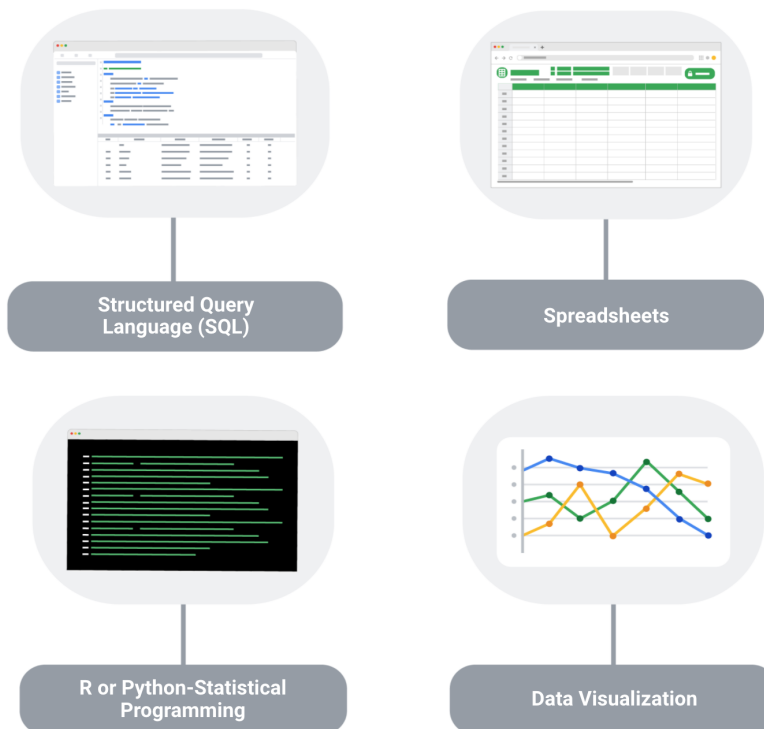 Structured Query
Language (SQL)
Spreadsheets
R or Python-Statistical
Programming
Data Visualization